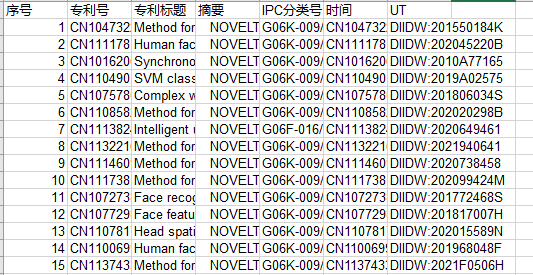 序号 专利号 专利标题 摘要 IPC分类号 时间 UT
1 CN104732 Method for NOVELT G06K-009/ CN104732 DIIDW:201550184K
2 CN111178 Human fac NOVELT G06K-009/ CN111178 DIIDW:202045220B
3 CN101620 Synchrono NOVELT G06K-009/ CN101620 DIIDW:2010A77165
4 CN110490 SVM class NOVELT G06K-009/ CN110490 DIIDW:2019A02575
5 CN107578 Complex w NOVELT G06K-009/ CN107578 DIIDW:201806034S
6 CN110858 Method for NOVELT G06K-009/ CN110858 DIIDW:202020298B
7 CN111382 Intelligent NOVELT G06F-016/ CN111382 DIIDW:2020649461
8 CN113221 Method for NOVELT G06K-009/ CN113221 DIIDW:2021940641
9 CN111460 Method for NOVELT G06K-009/ CN111460 DIIDW:2020738458
10 CN111738 Method for NOVELT G06K-009/ CN111738 DIIDW:202099424M
11 CN107273 Face recog NOVELT G06K-009/ CN107273 DIIDW:201772468S
12 CN107729 Face featu NOVELT G06K-009/ CN107729 DIIDW:201817007H
13 CN110781 Head spati NOVELT G06K-009/ CN110781 DIIDW:202015589N
14 CN110069 Human fac NOVELT G06K-009/ CN110069 DIIDW:201968048F
15 CN113743 Method for NOVELT G06K-009/ CN113743 DIIDW:2021F0506H